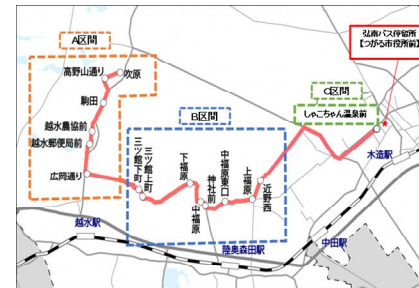 A区間
高野山通り
吹原
駒田
越水農協前
越水郵便局前
広岡通り
越水駅
B区間
三ツ館下町
三ツ館上町
下福原
中福原
神社前
中福原東口
上福原
近野西
陸奥森田駅
C区間
しゃこちゃん温泉前
弘南バス停留所
【つがる市役所前】
木造駅
中田駅